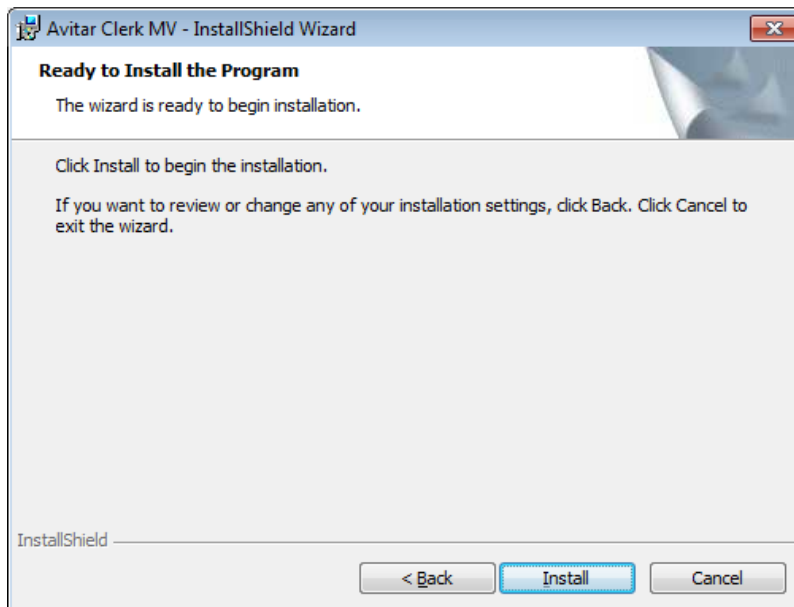 Avitar Clerk MV - InstallShield Wizard
Ready to Install the Program
The wizard is ready to begin installation.
Click Install to begin the installation.
If you want to review or change any of your installation settings, click Back. Click Cancel to
exit the wizard.
InstallShield
< Back
Install
Cancel